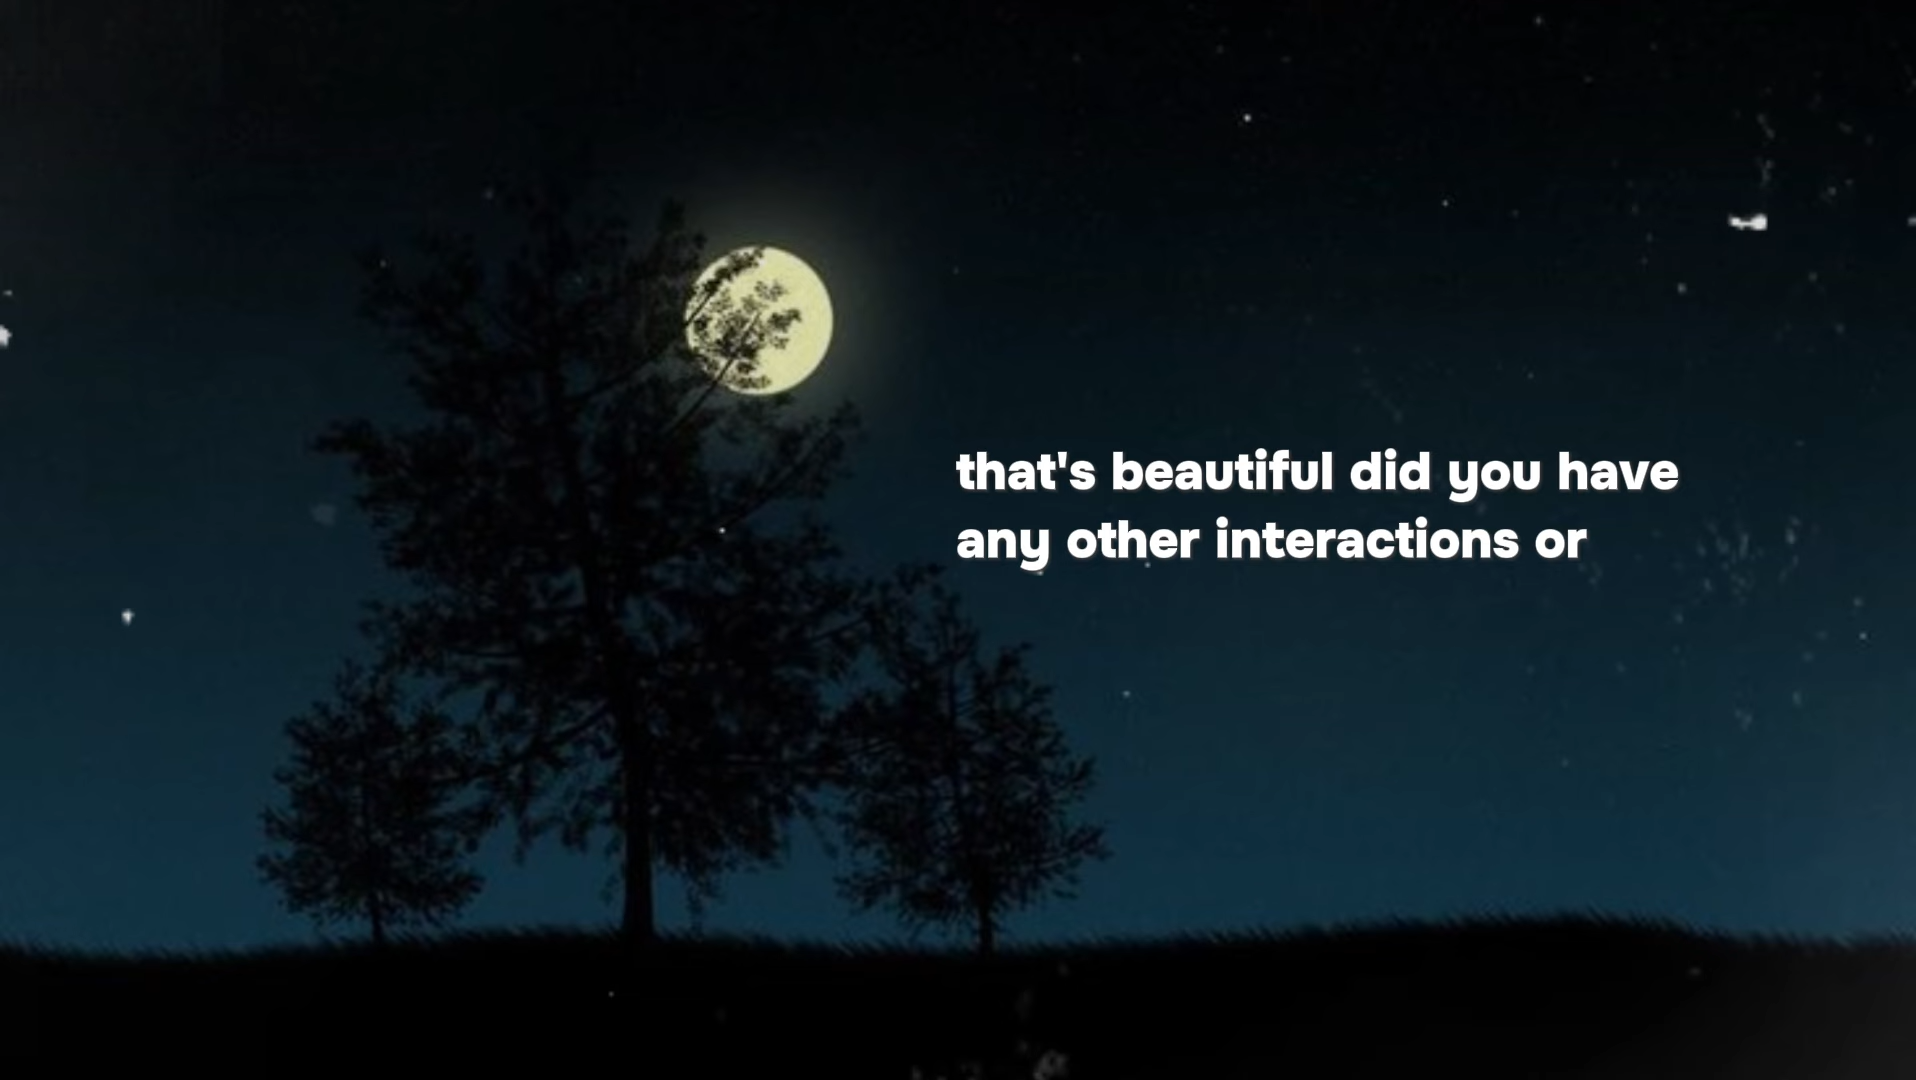 that's beautiful did you have
any other interactions or